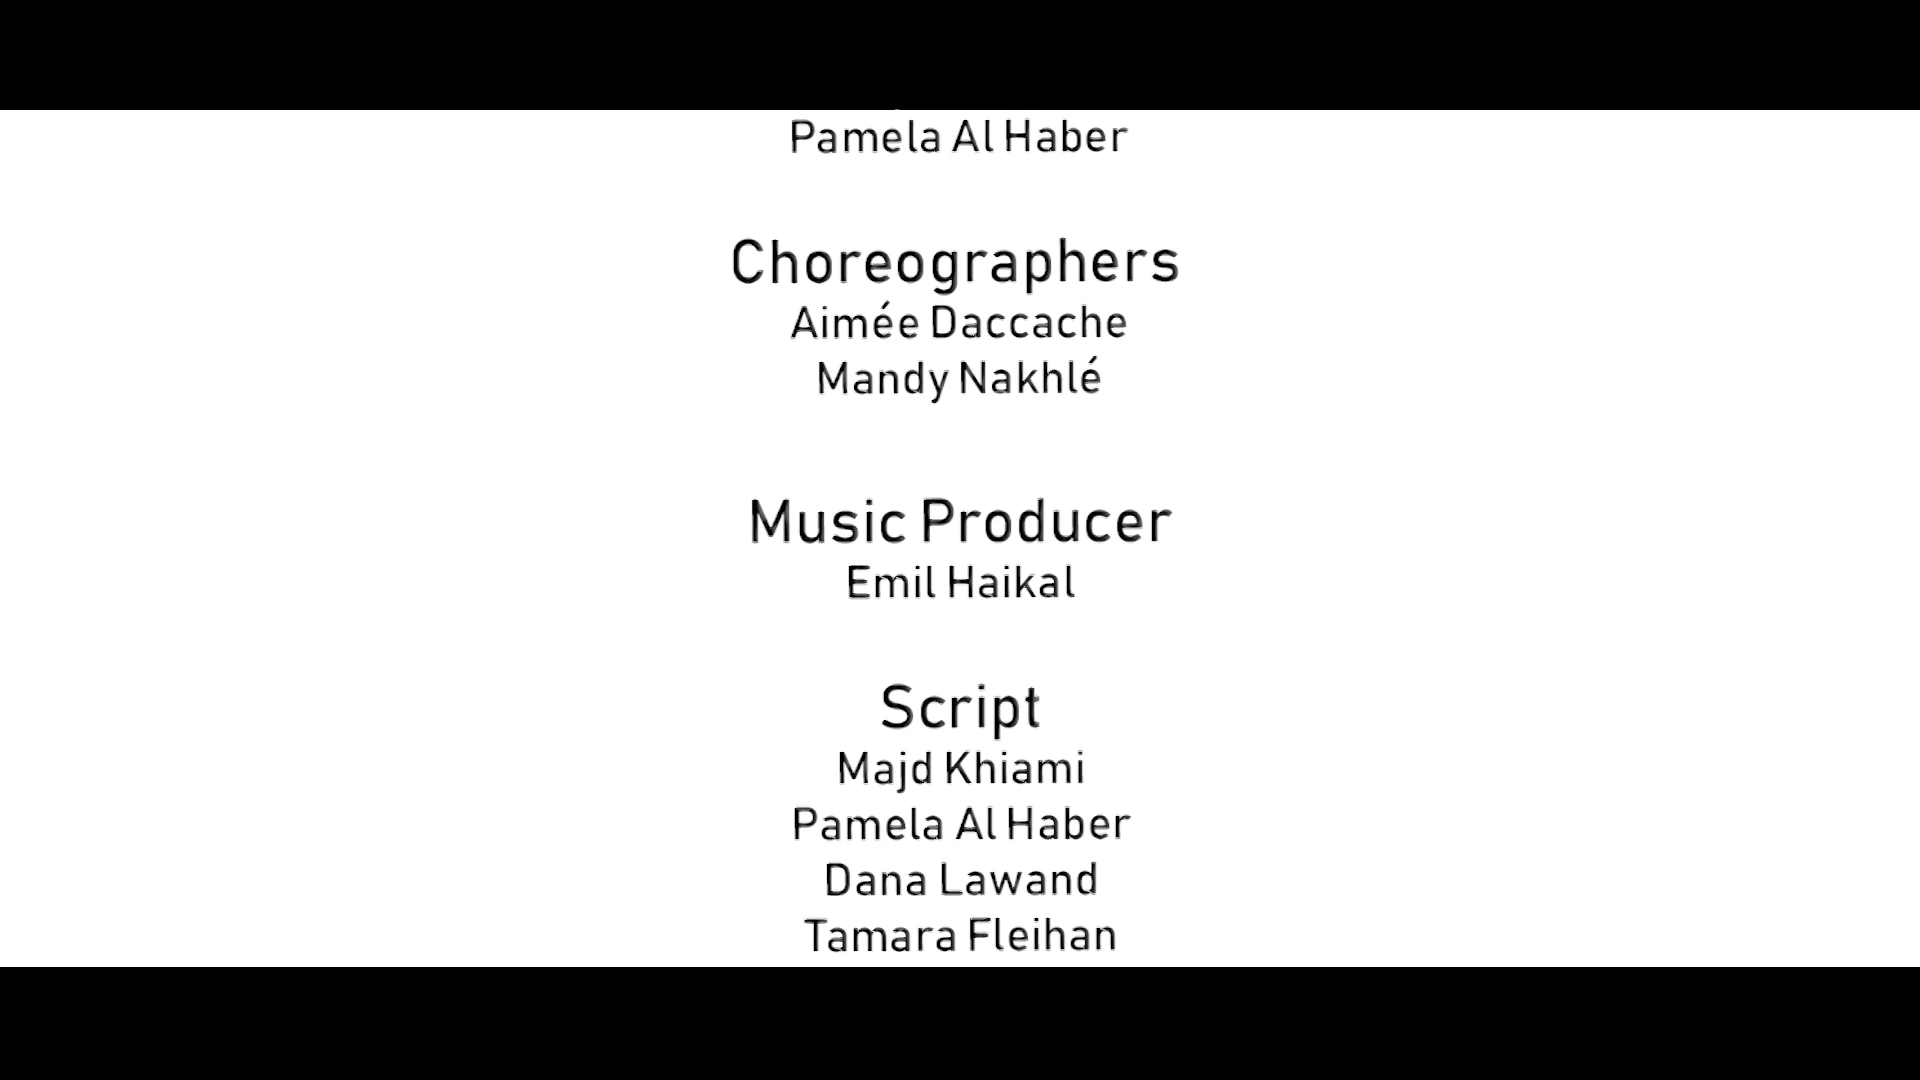 Pamela Al Haber
Choreographers
Aimée Daccache
Mandy Nakhlé
Music Producer
Emil Haikal
Script
Majd Khiami
Pamela Al Haber
Dana Lawand
Tamara Fleihan